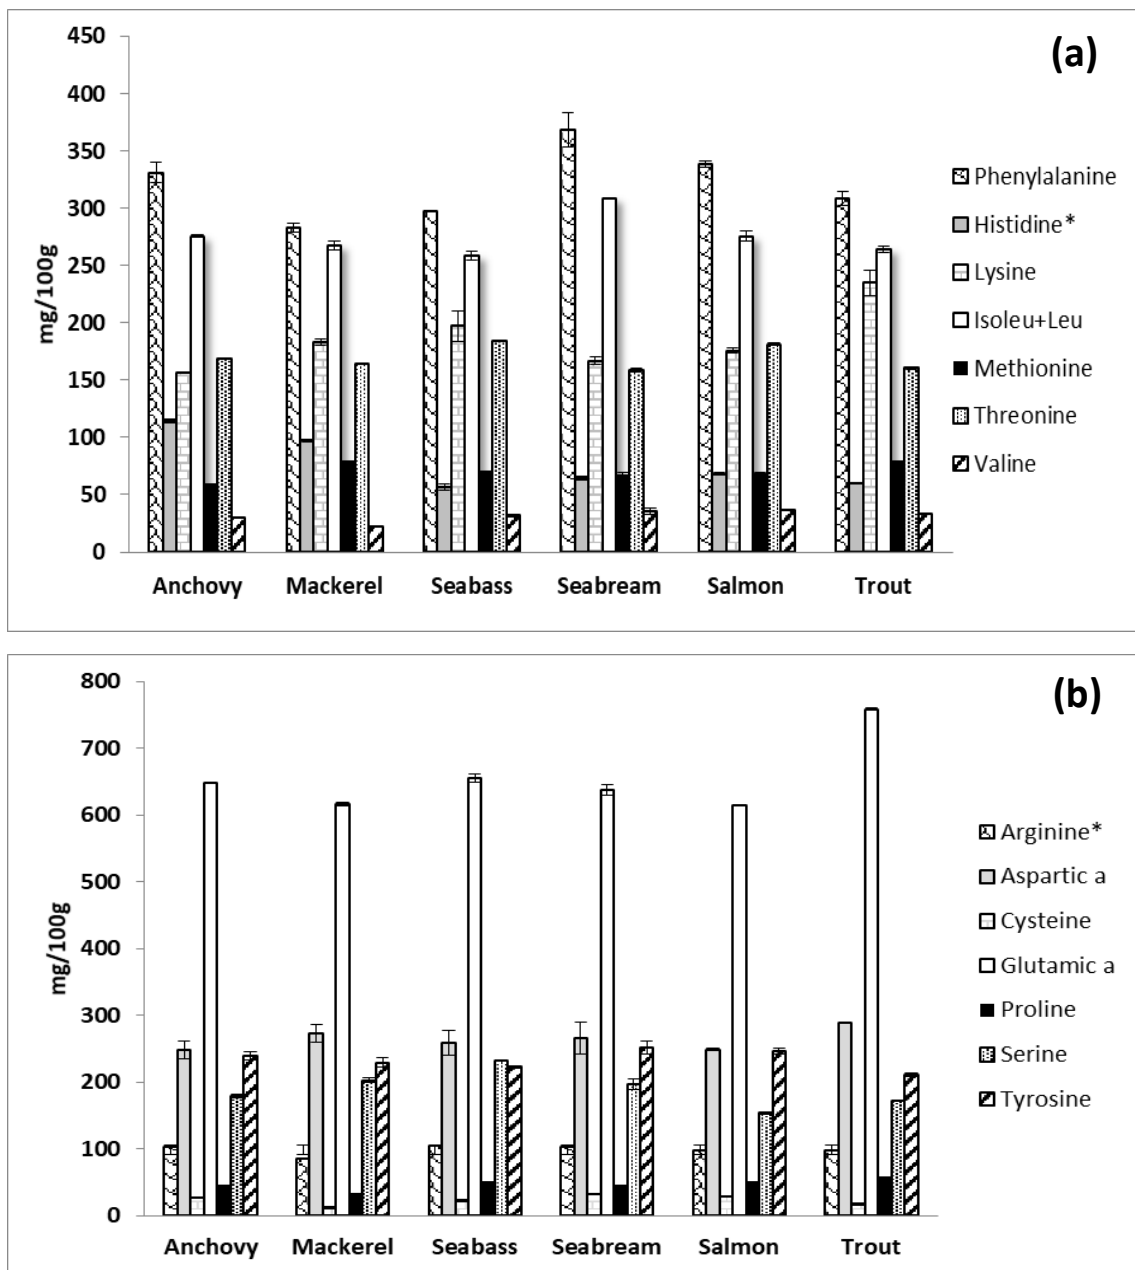 (a)
450
400
350
300
250
200
150
100
50
0
mg/100g
Anchovy Mackerel Seabass Seabream Salmon Trout
Phenylalanine
Histidine*
Lysine
Isoleu+Leu
Methionine
Threonine
Valine
(b)
800
700
600
500
400
300
200
100
0
mg/100g
Anchovy Mackerel Seabass Seabream Salmon Trout
Arginine*
Aspartic a
Cysteine
Glutamic a
Proline
Serine
Tyrosine